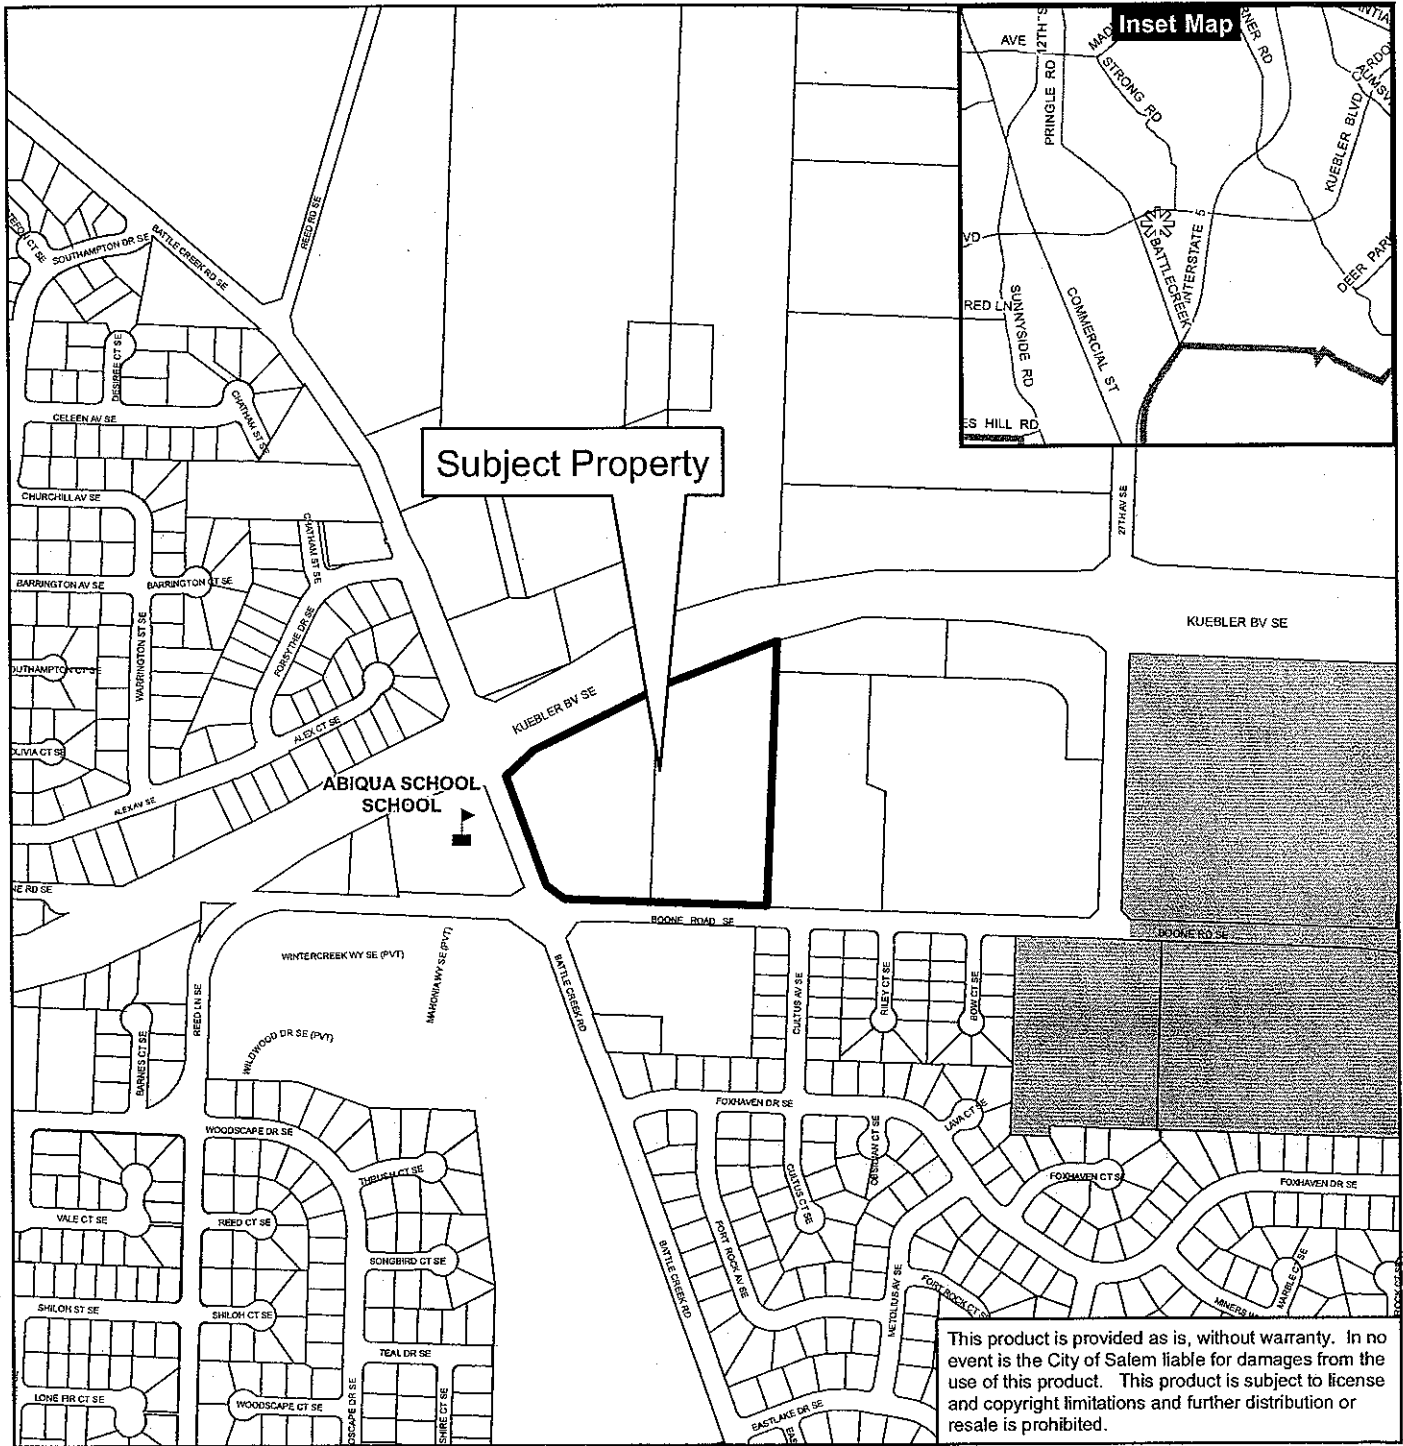 Inset Map
AVE
12TH S
PRINGLE RD
STRONG RD
KUEBLER BLVD
INTERSTATE 5
BATTLECREEK
DEER PARK
RED LN
SUNNYSIDE RD
COMMERCIAL ST
HILL RD
REED RD SE
BATTLE CREEK RD SE
SOUTHAMPTON DR SE
DESIREE CT SE
CHATHAM ST SE
CELEEN AV SE
Subject Property
CHURCHILL AV SE
27TH AV SE
CHATHAM ST SE
BARRINGTON AV SE
BARRINGTON CT SE
FORSYTHE DR SE
WARRINGTON ST SE
KUEBLER BV SE
KUEBLER BV SE
ALEX CT SE
ALEX AV SE
ABIQUA SCHOOL
SCHOOL
BOONE ROAD SE
BOONE RD SE
WINTERCREEK WY SE (PVT)
MAHONIA WY SE (PVT)
BATTLE CREEK RD
CULTUS AV SE
RILEY CT SE
BOW CT SE
REED LN SE
WILDWOOD DR SE (PVT)
BARNES CT SE
FOXHAVEN DR SE
LAVA CT SE
OBSIDIAN CT SE
WOODSCAPE DR SE
THRUSH CT SE
CULTUS CT SE
FOXHAVEN CT SE
FOXHAVEN DR SE
VALE CT SE
REED CT SE
SONGBIRD CT SE
FORT ROCK AV SE
BATTLE CREEK RD
METOLIUS AV SE
FORT ROCK CT SE
MARBLE CT SE
MINERS
SHILOH ST SE
SHILOH CT SE
TEAL DR SE
LONE FIR CT SE
WOODSCAPE CT SE
EASTLAKE DR SE
This product is provided as is, without warranty. In no
event is the City of Salem liable for damages from the
use of this product. This product is subject to license
and copyright limitations and further distribution or
resale is prohibited.